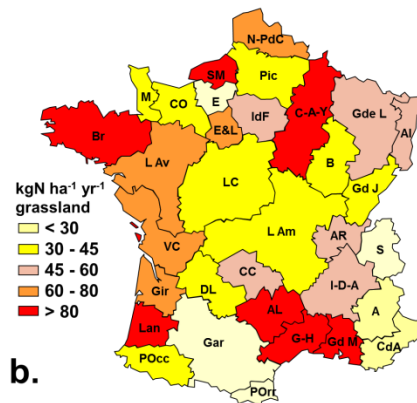 N-PdC
SM
Pic
M
CO
E
C-A-Y
Gde L
Al
Br
E&L
IdF
L Av
B
LC
Gd J
kgN ha⁻¹ yr⁻¹
grassland
< 30
30 - 45
45 - 60
60 - 80
> 80
L Am
VC
AR
S
CC
I-D-A
Gir
DL
Lan
AL
A
G-H
Gd M
CdA
POcc
Gar
POrr
b.